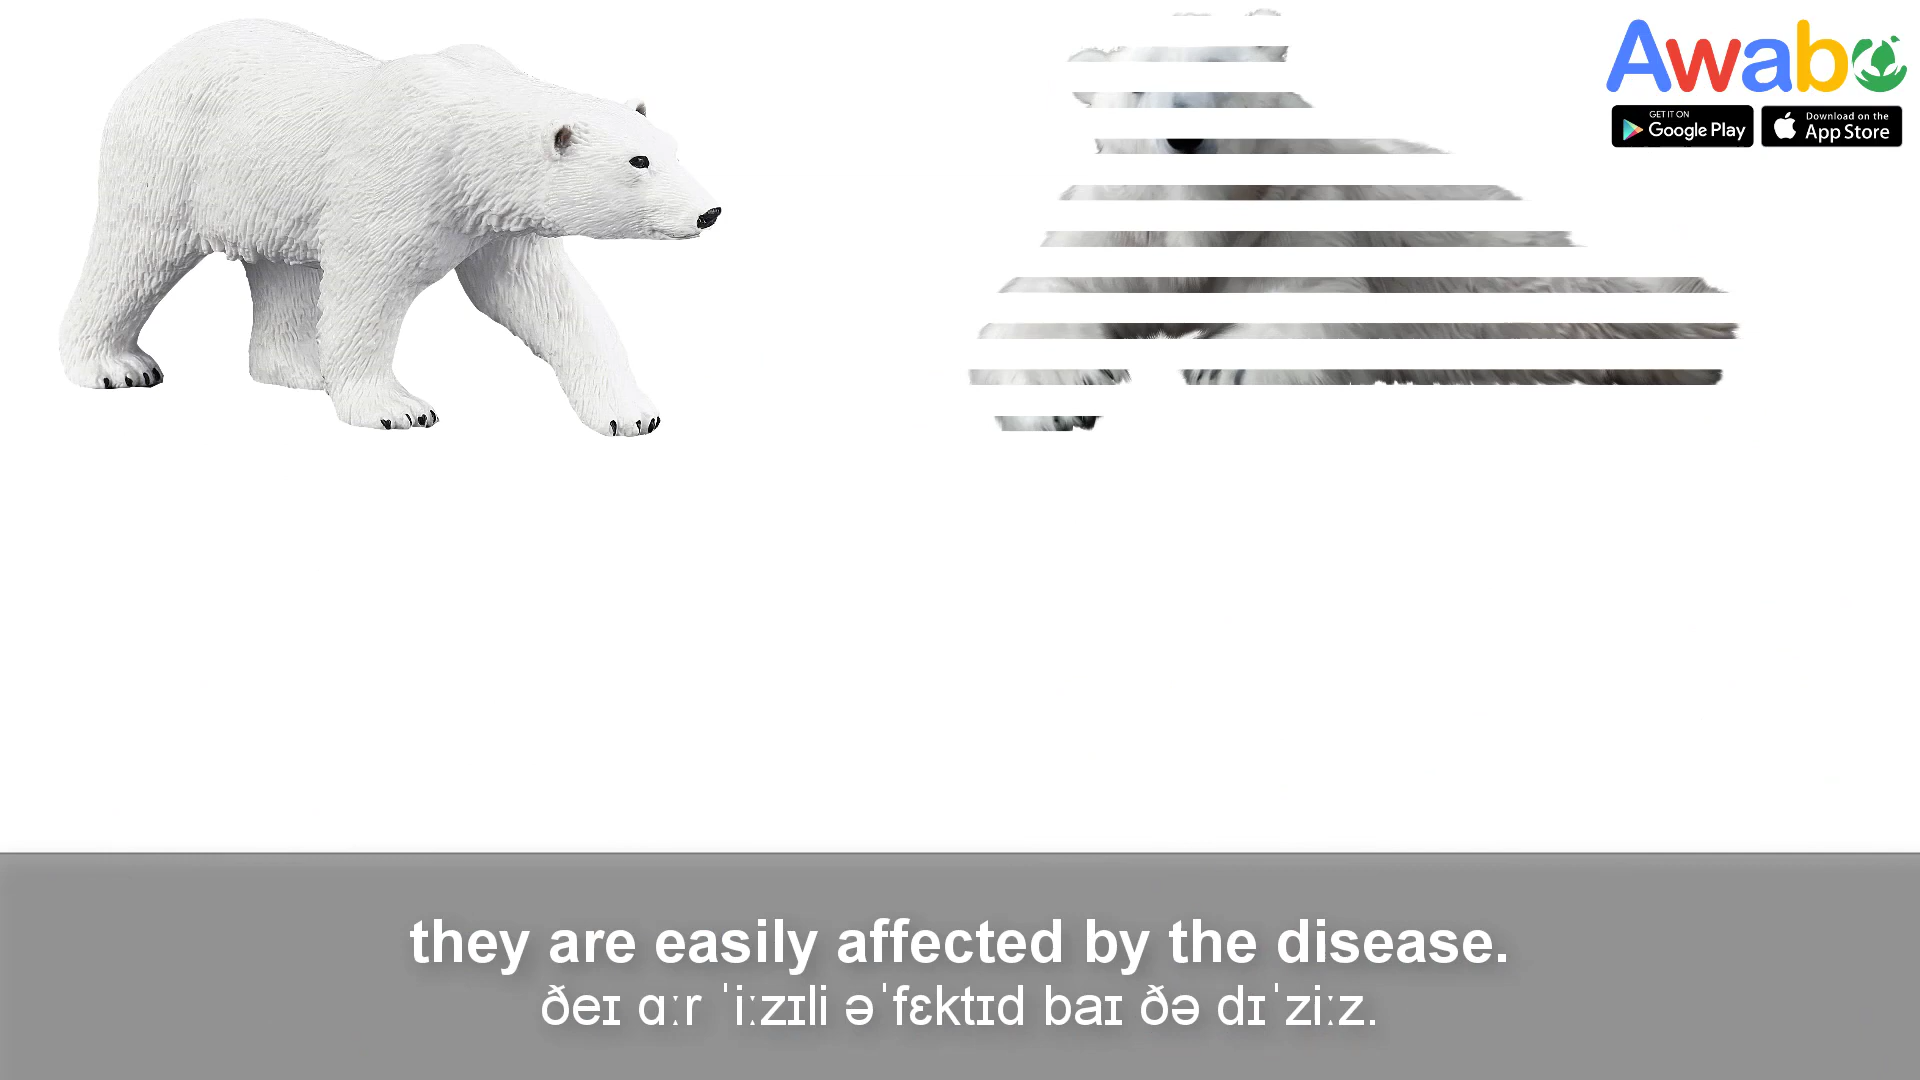 Awabe
GET IT ON
Google Play
Download on the
App Store
they are easily affected by the disease.
ðeɪ ɑːr ˈiːzɪli əˈfɛktɪd baɪ ðə dɪˈziːz.